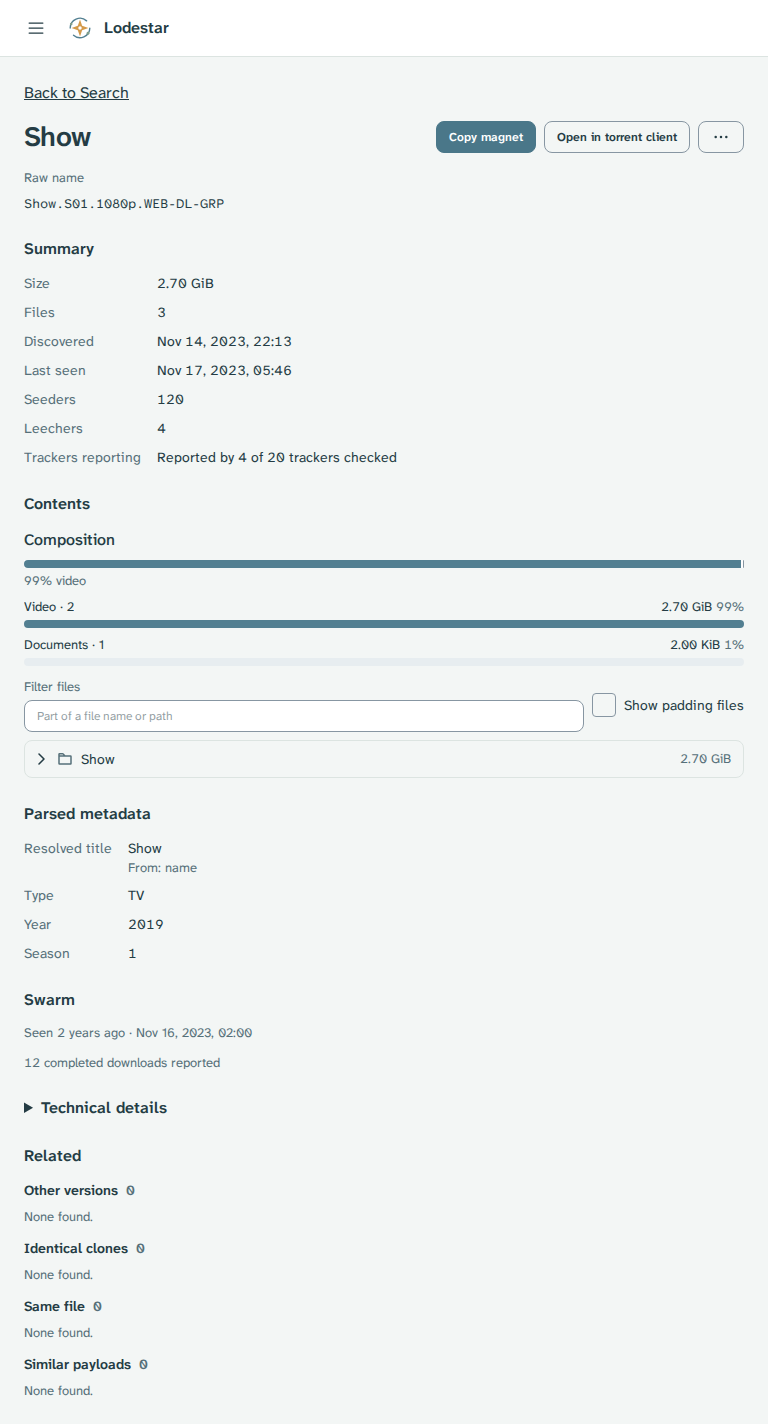 Lodestar
Back to Search
Show
Copy magnet
Open in torrent client
...
Raw name
Show.S01.1080p.WEB-DL-GRP
Summary
Size 2.70 GiB
Files 3
Discovered Nov 14, 2023, 22:13
Last seen Nov 17, 2023, 05:46
Seeders 120
Leechers 4
Trackers reporting Reported by 4 of 20 trackers checked
Contents
Composition
99% video
Video · 2 2.70 GiB 99%
Documents · 1 2.00 KiB 1%
Filter files
Part of a file name or path
Show padding files
Show 2.70 GiB
Parsed metadata
Resolved title Show
From: name
Type TV
Year 2019
Season 1
Swarm
Seen 2 years ago · Nov 16, 2023, 02:00
12 completed downloads reported
Technical details
Related
Other versions 0
None found.
Identical clones 0
None found.
Same file 0
None found.
Similar payloads 0
None found.